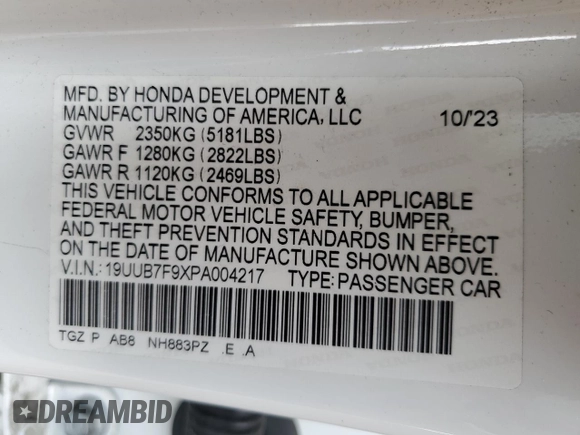 MFD. BY HONDA DEVELOPMENT &
MANUFACTURING OF AMERICA, LLC 10/'23
GVWR 2350KG (5181LBS)
GAWR F 1280KG (2822LBS)
GAWR R 1120KG (2469LBS)
THIS VEHICLE CONFORMS TO ALL APPLICABLE
FEDERAL MOTOR VEHICLE SAFETY, BUMPER,
AND THEFT PREVENTION STANDARDS IN EFFECT
ON THE DATE OF MANUFACTURE SHOWN ABOVE.
V.I.N.: 19UUB7F9XPA004217 TYPE: PASSENGER CAR
TGZ P AB8 NH883PZ .E .A
DREAMBID